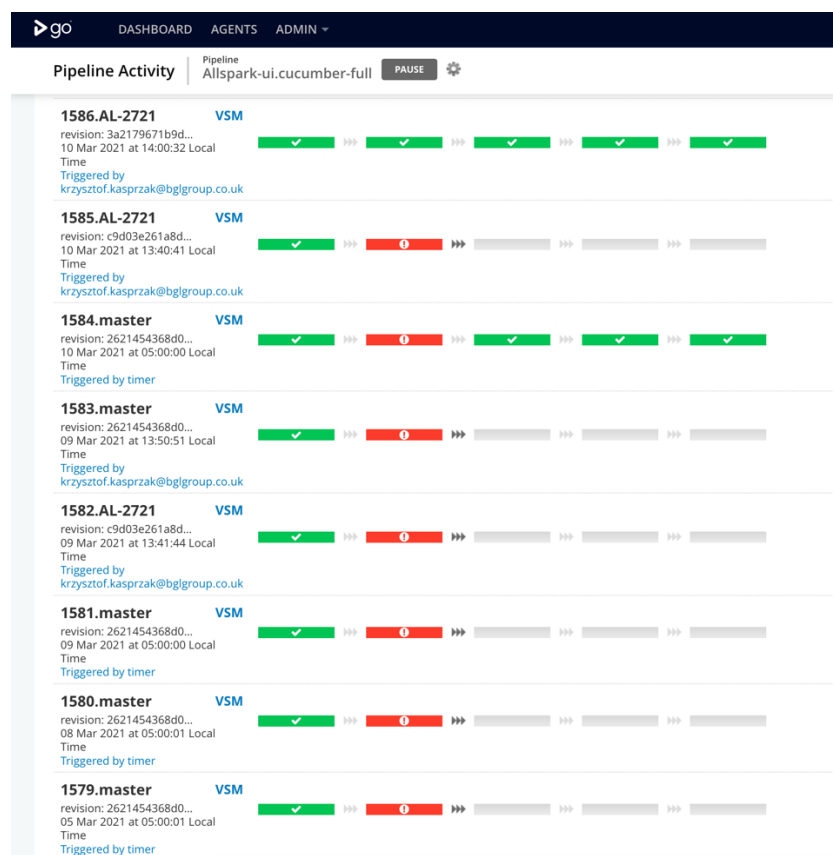 go DASHBOARD AGENTS ADMIN
Pipeline
Pipeline Activity Allspark-ui.cucumber-full PAUSE
1586.AL-2721 VSM
revision: 3a2179671b9d...
10 Mar 2021 at 14:00:32 Local
Time
Triggered by
krzysztof.kasprzak@bglgroup.co.uk
1585.AL-2721 VSM
revision: c9d03e261a8d...
10 Mar 2021 at 13:40:41 Local
Time
Triggered by
krzysztof.kasprzak@bglgroup.co.uk
1584.master VSM
revision: 2621454368d0...
10 Mar 2021 at 05:00:00 Local
Time
Triggered by timer
1583.master VSM
revision: 2621454368d0...
09 Mar 2021 at 13:50:51 Local
Time
Triggered by
krzysztof.kasprzak@bglgroup.co.uk
1582.AL-2721 VSM
revision: c9d03e261a8d...
09 Mar 2021 at 13:41:44 Local
Time
Triggered by
krzysztof.kasprzak@bglgroup.co.uk
1581.master VSM
revision: 2621454368d0...
09 Mar 2021 at 05:00:00 Local
Time
Triggered by timer
1580.master VSM
revision: 2621454368d0...
08 Mar 2021 at 05:00:01 Local
Time
Triggered by timer
1579.master VSM
revision: 2621454368d0...
05 Mar 2021 at 05:00:01 Local
Time
Triggered by timer